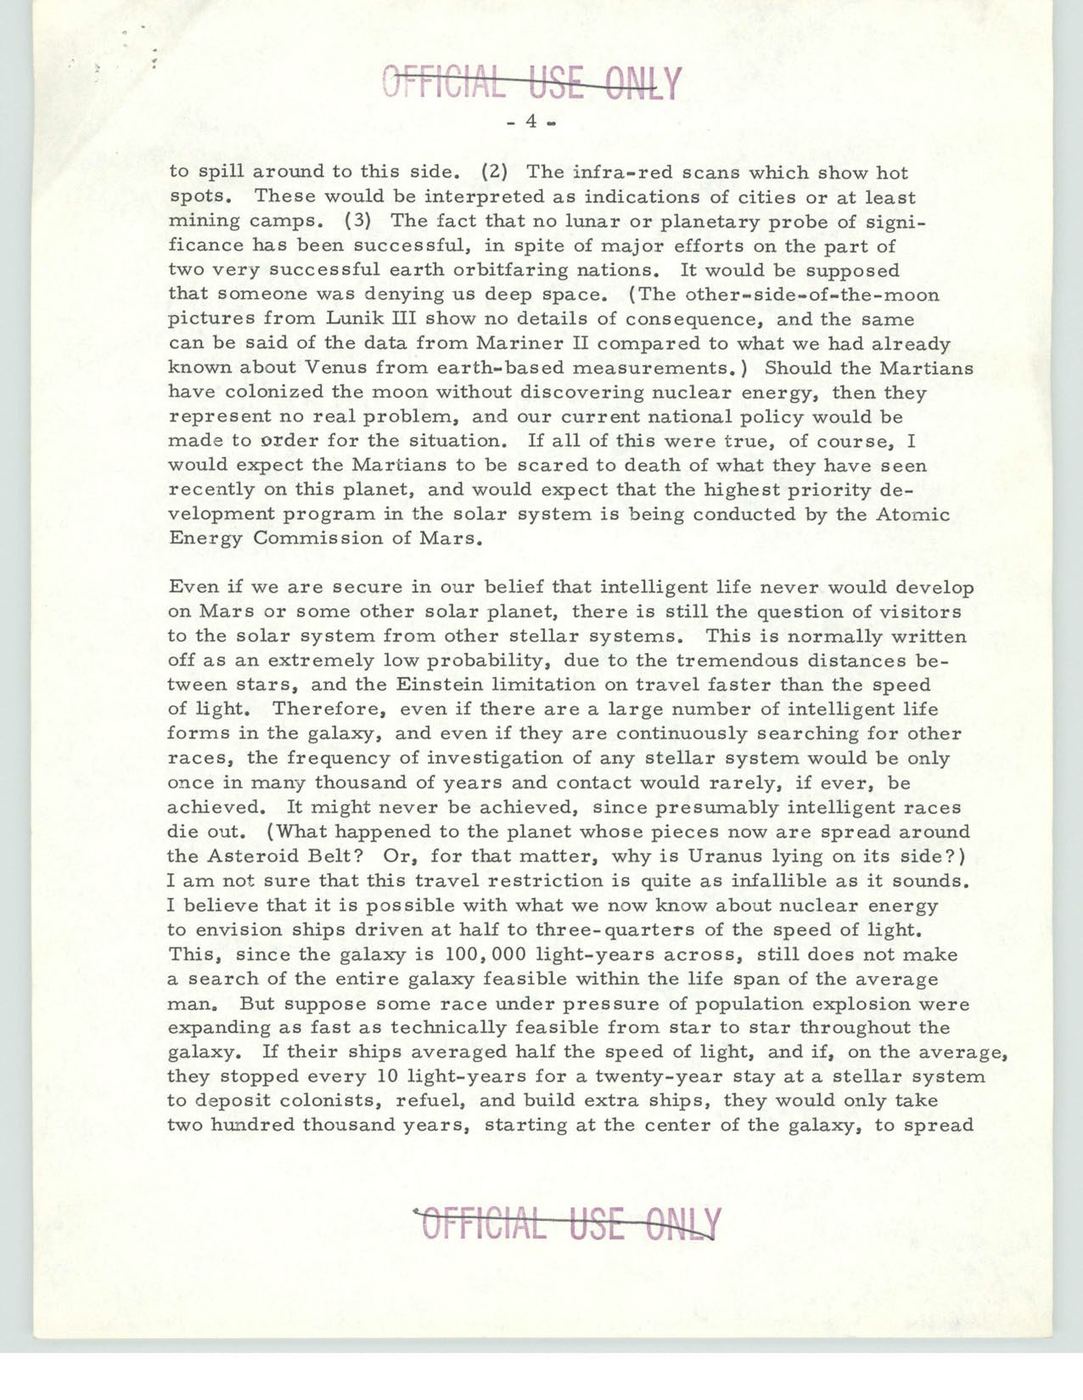 OFFICIAL USE ONLY
- 4 -
to spill around to this side. (2) The infra-red scans which show hot
spots. These would be interpreted as indications of cities or at least
mining camps. (3) The fact that no lunar or planetary probe of signi-
ficance has been successful, in spite of major efforts on the part of
two very successful earth orbitfaring nations. It would be supposed
that someone was denying us deep space. (The other-side-of-the-moon
pictures from Lunik III show no details of consequence, and the same
can be said of the data from Mariner II compared to what we had already
known about Venus from earth-based measurements.) Should the Martians
have colonized the moon without discovering nuclear energy, then they
represent no real problem, and our current national policy would be
made to order for the situation. If all of this were true, of course, I
would expect the Martians to be scared to death of what they have seen
recently on this planet, and would expect that the highest priority de-
velopment program in the solar system is being conducted by the Atomic
Energy Commission of Mars.
Even if we are secure in our belief that intelligent life never would develop
on Mars or some other solar planet, there is still the question of visitors
to the solar system from other stellar systems. This is normally written
off as an extremely low probability, due to the tremendous distances be-
tween stars, and the Einstein limitation on travel faster than the speed
of light. Therefore, even if there are a large number of intelligent life
forms in the galaxy, and even if they are continuously searching for other
races, the frequency of investigation of any stellar system would be only
once in many thousand of years and contact would rarely, if ever, be
achieved. It might never be achieved, since presumably intelligent races
die out. (What happened to the planet whose pieces now are spread around
the Asteroid Belt? Or, for that matter, why is Uranus lying on its side?)
I am not sure that this travel restriction is quite as infallible as it sounds.
I believe that it is possible with what we now know about nuclear energy
to envision ships driven at half to three-quarters of the speed of light.
This, since the galaxy is 100,000 light-years across, still does not make
a search of the entire galaxy feasible within the life span of the average
man. But suppose some race under pressure of population explosion were
expanding as fast as technically feasible from star to star throughout the
galaxy. If their ships averaged half the speed of light, and if, on the average,
they stopped every 10 light-years for a twenty-year stay at a stellar system
to deposit colonists, refuel, and build extra ships, they would only take
two hundred thousand years, starting at the center of the galaxy, to spread
OFFICIAL USE ONLY